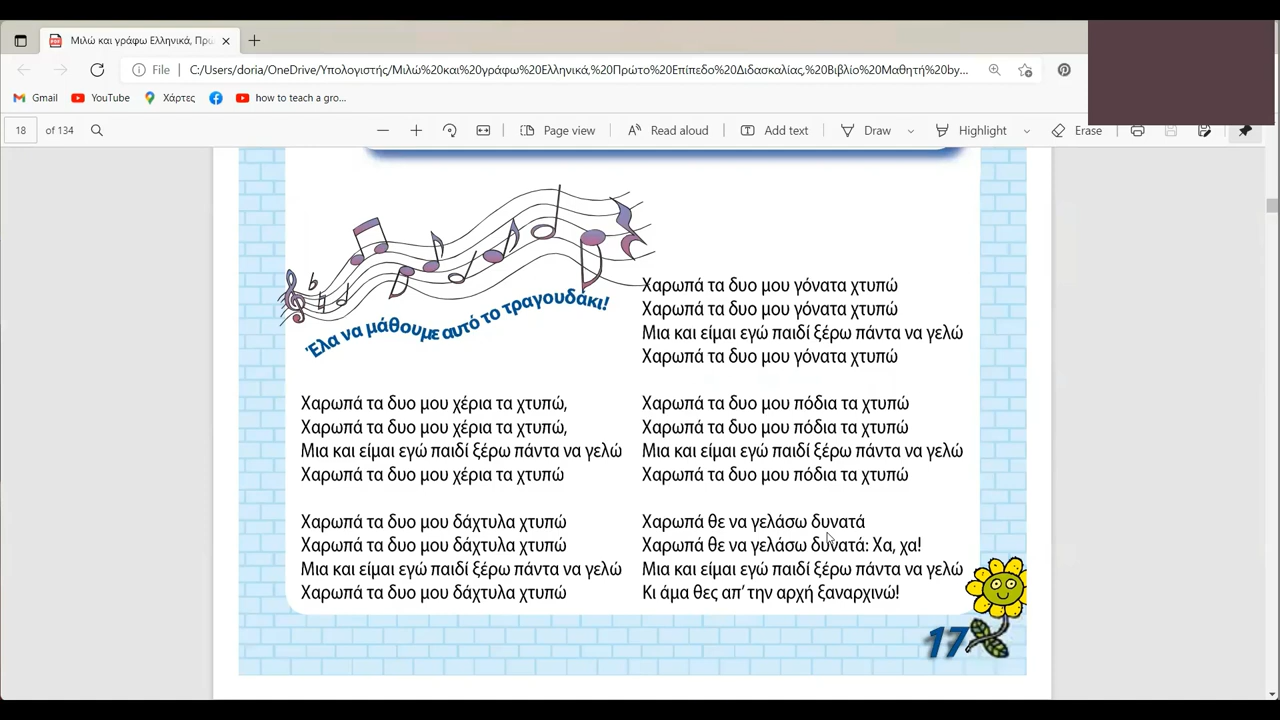 Μιλώ και γράφω Ελληνικά, Πρώ
File C:/Users/doria/OneDrive/Υπολογιστής/Μιλώ%20και%20γράφω%20Ελληνικά,%20Πρώτο%20Επίπεδο%20Διδασκαλίας,%20Βιβλίο%20Μαθητή%20by...
Gmail YouTube Χάρτες how to teach a gro...
18 of 134 Page view Read aloud Add text Draw Highlight Erase
Έλα να μάθουμε αυτό το τραγουδάκι!
Χαρωπά τα δυο μου χέρια τα χτυπώ,
Χαρωπά τα δυο μου χέρια τα χτυπώ,
Μια και είμαι εγώ παιδί ξέρω πάντα να γελώ
Χαρωπά τα δυο μου χέρια τα χτυπώ
Χαρωπά τα δυο μου δάχτυλα χτυπώ
Χαρωπά τα δυο μου δάχτυλα χτυπώ
Μια και είμαι εγώ παιδί ξέρω πάντα να γελώ
Χαρωπά τα δυο μου δάχτυλα χτυπώ
Χαρωπά τα δυο μου γόνατα χτυπώ
Χαρωπά τα δυο μου γόνατα χτυπώ
Μια και είμαι εγώ παιδί ξέρω πάντα να γελώ
Χαρωπά τα δυο μου γόνατα χτυπώ
Χαρωπά τα δυο μου πόδια τα χτυπώ
Χαρωπά τα δυο μου πόδια τα χτυπώ
Μια και είμαι εγώ παιδί ξέρω πάντα να γελώ
Χαρωπά τα δυο μου πόδια τα χτυπώ
Χαρωπά θε να γελάσω δυνατά
Χαρωπά θε να γελάσω δυνατά: Χα, χα!
Μια και είμαι εγώ παιδί ξέρω πάντα να γελώ
Κι άμα θες απ’ την αρχή ξαναρχινώ!
17